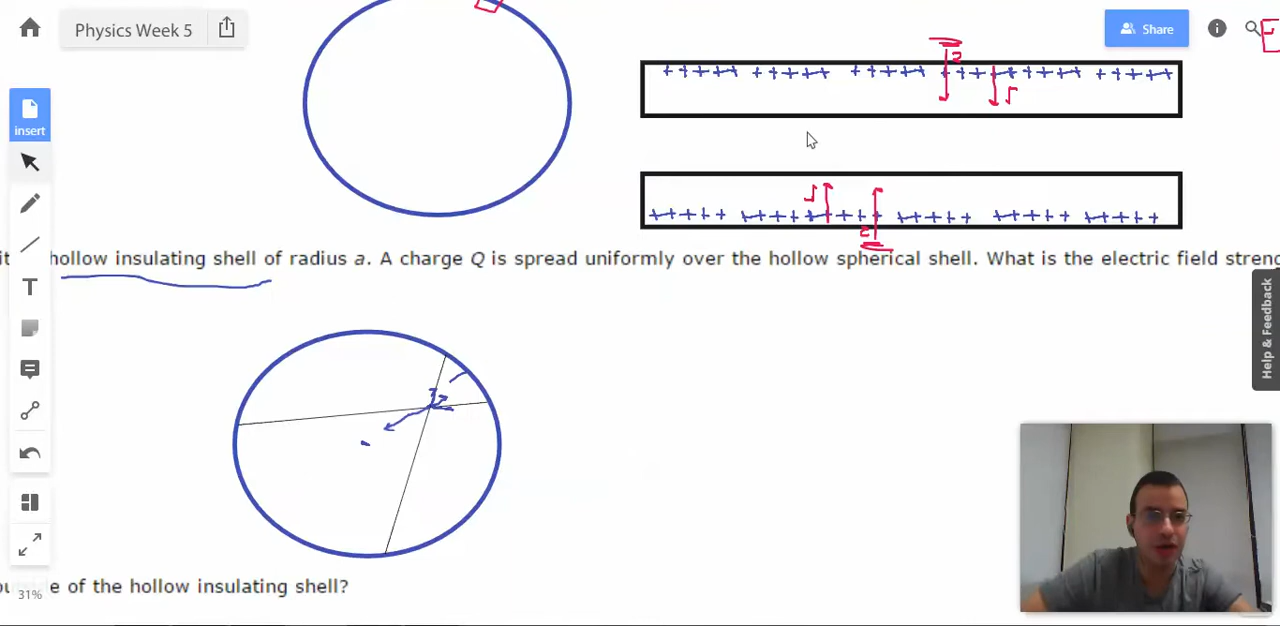 Physics Week 5
Share
insert
T
hollow insulating shell of radius a. A charge Q is spread uniformly over the hollow spherical shell. What is the electric field
e of the hollow insulating shell?
31%
Help & Feedback